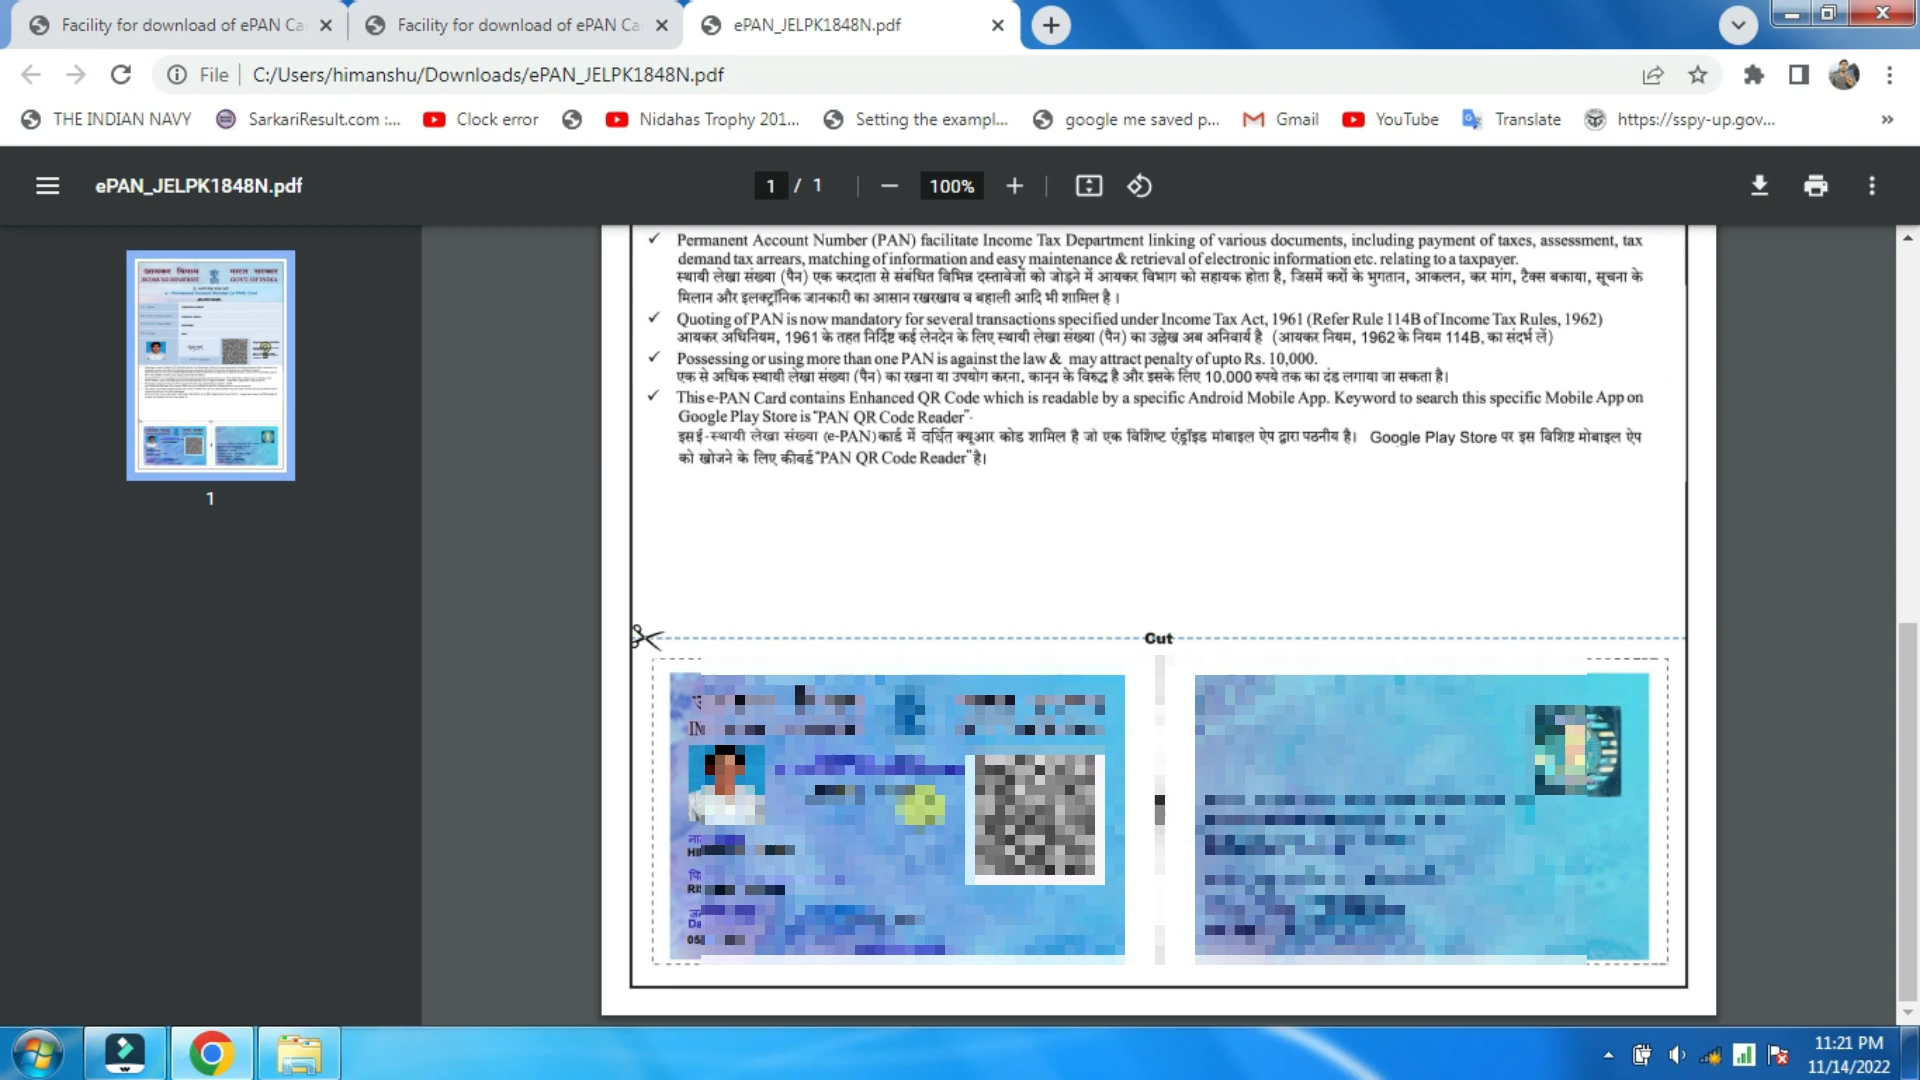 Facility for download of ePAN Ca
Facility for download of ePAN Ca
ePAN_JELPK1848N.pdf
File
C:/Users/himanshu/Downloads/ePAN_JELPK1848N.pdf
THE INDIAN NAVY
SarkariResult.com :...
Clock error
Nidahas Trophy 201...
Setting the exampl...
google me saved p...
Gmail
YouTube
Translate
https://sspy-up.gov...
»
ePAN_JELPK1848N.pdf
1 / 1
100%
1
✓ Permanent Account Number (PAN) facilitate Income Tax Department linking of various documents, including payment of taxes, assessment, tax
demand tax arrears, matching of information and easy maintenance & retrieval of electronic information etc. relating to a taxpayer.
स्थायी लेखा संख्या (पैन) एक करदाता से संबंधित विभिन्न दस्तावेजों को जोड़ने में आयकर विभाग को सहायक होता है, जिसमें करों के भुगतान, आकलन, कर मांग, टैक्स बकाया, सूचना के
मिलान और इलक्ट्रॉनिक जानकारी का आसान रखरखाव व बहाली आदि भी शामिल है ।
✓ Quoting of PAN is now mandatory for several transactions specified under Income Tax Act, 1961 (Refer Rule 114B of Income Tax Rules, 1962)
आयकर अधिनियम, 1961 के तहत निर्दिष्ट कई लेनदेन के लिए स्थायी लेखा संख्या (पैन) का उल्लेख अब अनिवार्य है (आयकर नियम, 1962 के नियम 114B, का संदर्भ लें)
✓ Possessing or using more than one PAN is against the law & may attract penalty of upto Rs. 10,000.
एक से अधिक स्थायी लेखा संख्या (पैन) का रखना या उपयोग करना, कानून के विरुद्ध है और इसके लिए 10,000 रुपये तक का दंड लगाया जा सकता है।
✓ This e-PAN Card contains Enhanced QR Code which is readable by a specific Android Mobile App. Keyword to search this specific Mobile App on
Google Play Store is "PAN QR Code Reader".
इस ई-स्थायी लेखा संख्या (e-PAN) कार्ड में वर्धित क्यूआर कोड शामिल है जो एक विशिष्ट एंड्रॉइड मोबाइल ऐप द्वारा पठनीय है। Google Play Store पर इस विशिष्ट मोबाइल ऐप
को खोजने के लिए कीवर्ड "PAN QR Code Reader" है।
Cut
11:21 PM
11/14/2022